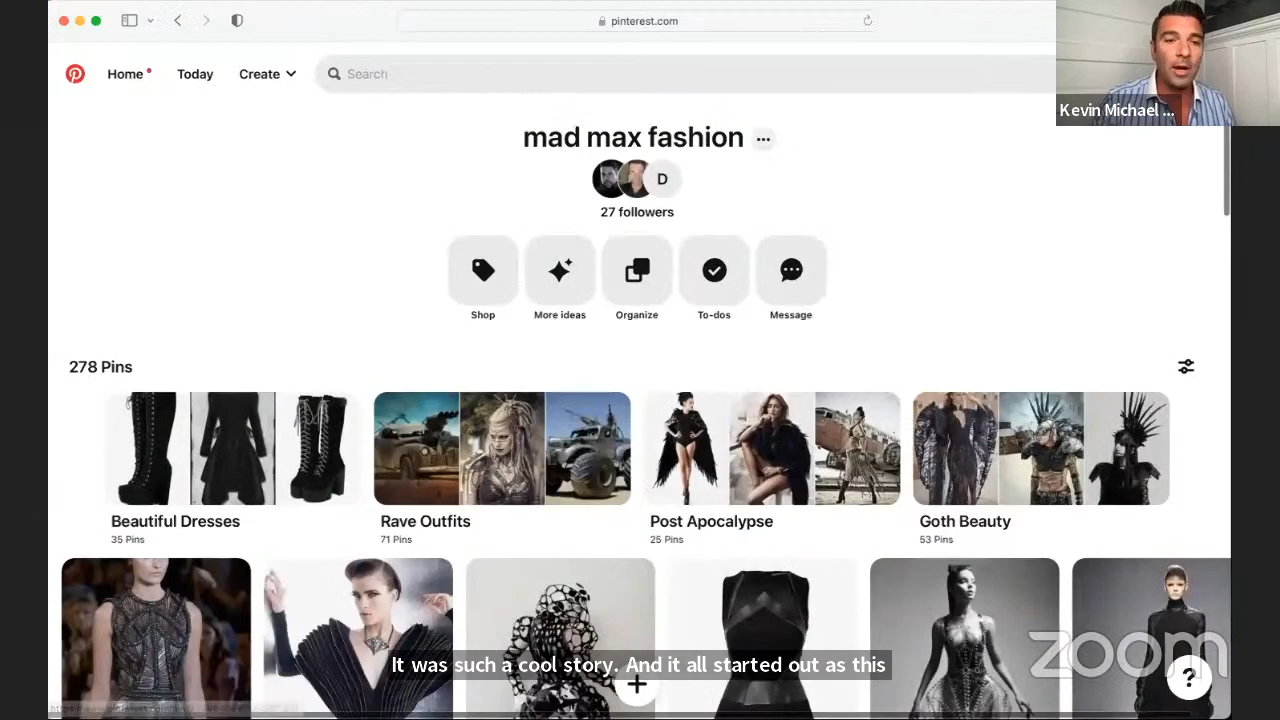 pinterest.com
Home
Today
Create
Search
Kevin Michael ...
mad max fashion
D
27 followers
Shop
More ideas
Organize
To-dos
Message
278 Pins
Beautiful Dresses
35 Pins
Rave Outfits
71 Pins
Post Apocalypse
25 Pins
Goth Beauty
53 Pins
It was such a cool story. And it all started out as this
zoom
?